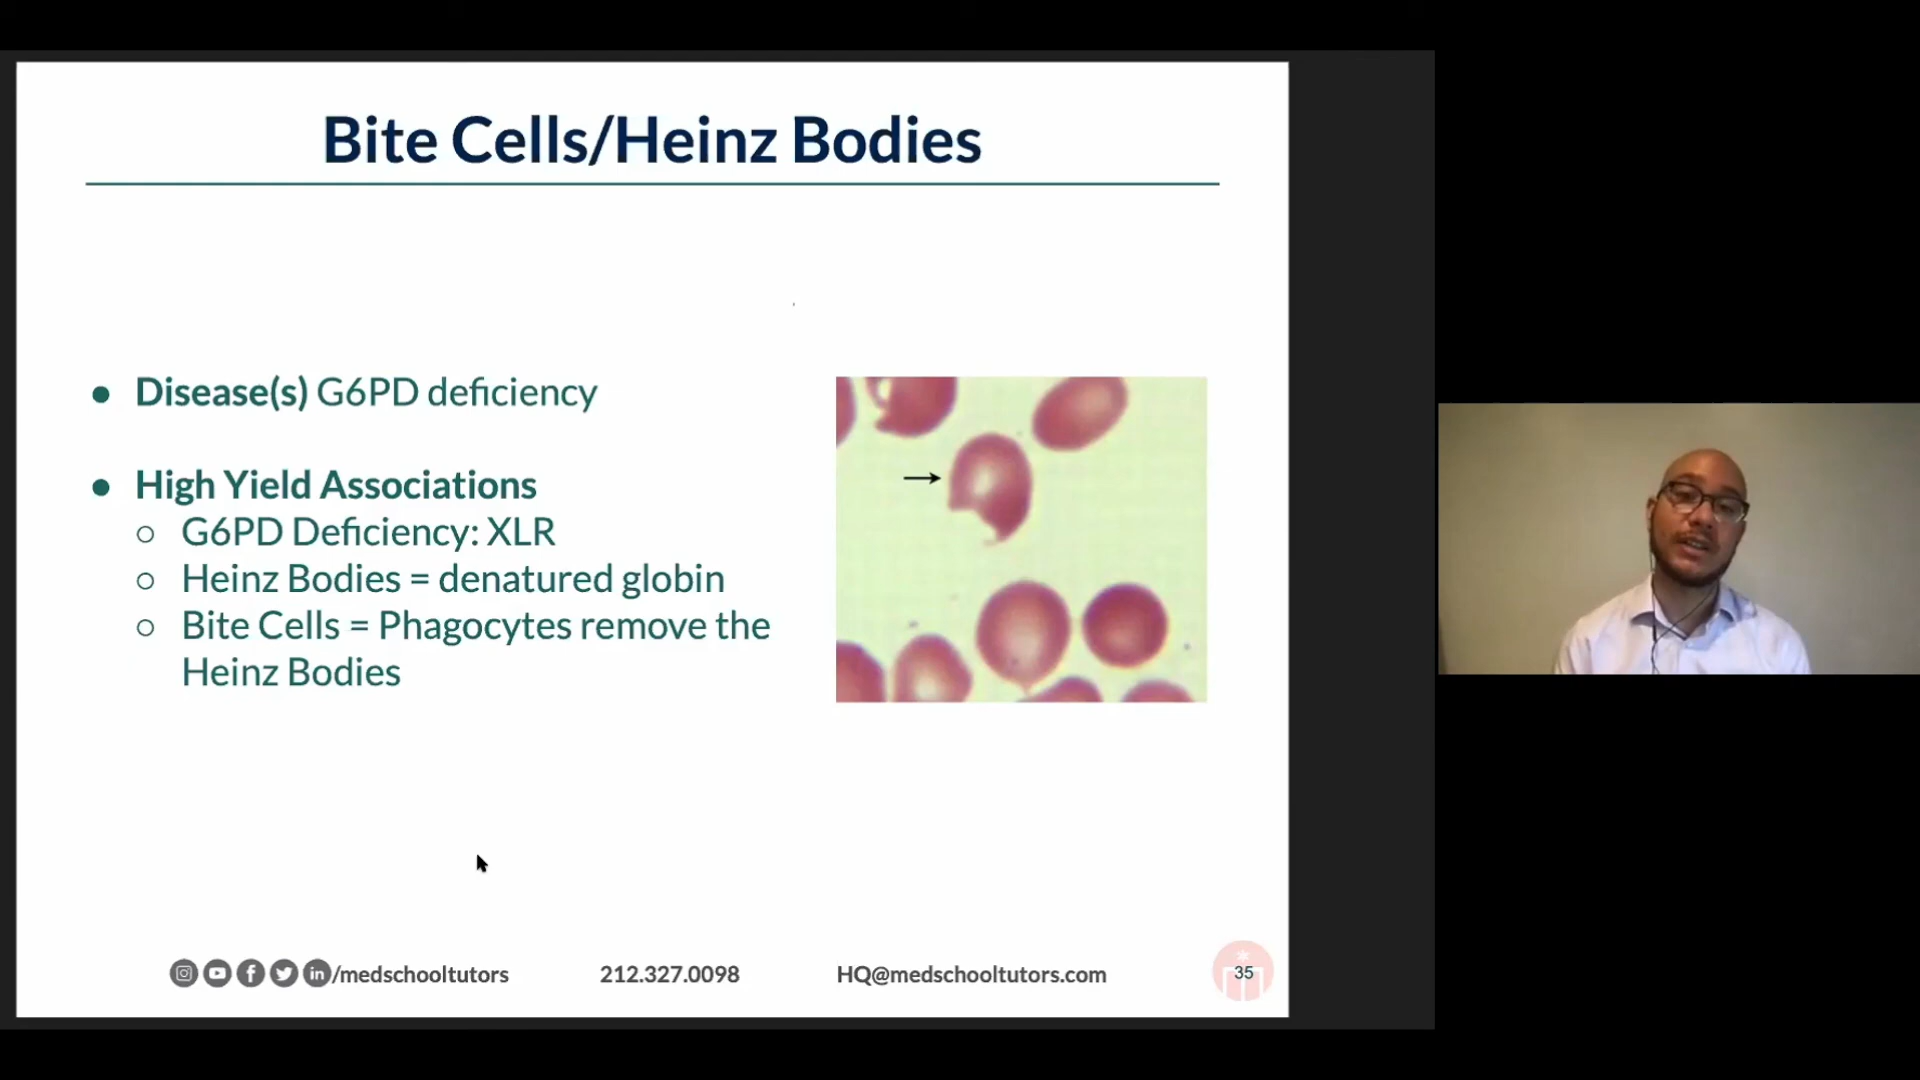 Bite Cells/Heinz Bodies
Disease(s) G6PD deficiency
High Yield Associations
G6PD Deficiency: XLR
Heinz Bodies = denatured globin
Bite Cells = Phagocytes remove the
Heinz Bodies
/medschooltutors 212.327.0098 HQ@medschooltutors.com 35